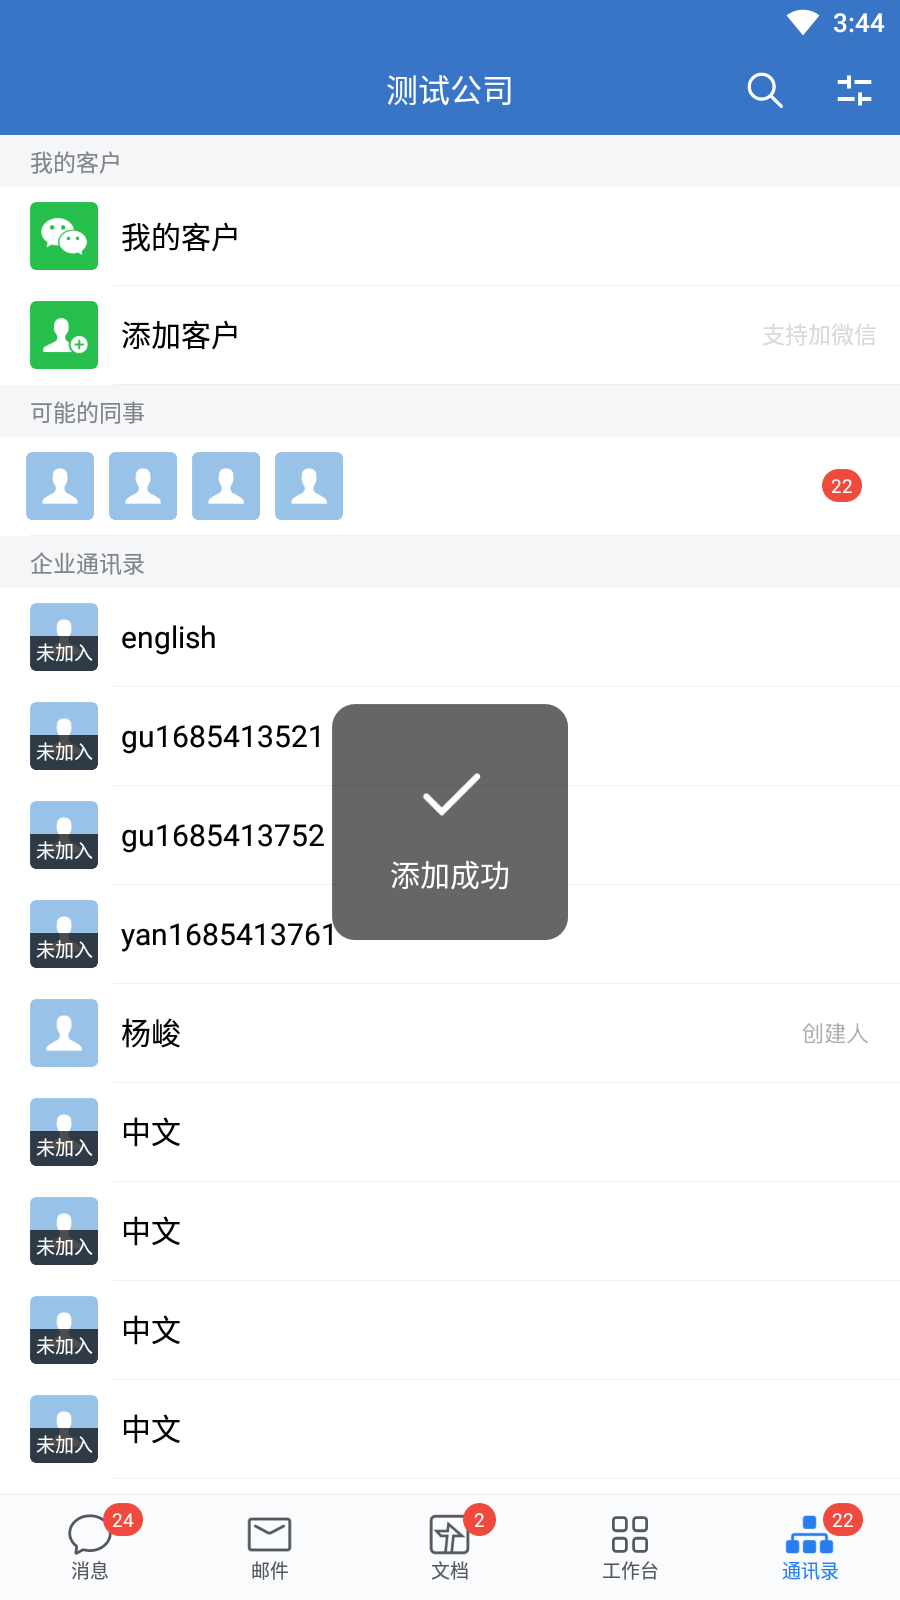 3:44
测试公司
我的客户
我的客户
添加客户 支持加微信
可能的同事
22
企业通讯录
未加入 english
未加入 gu1685413521
未加入 gu1685413752
添加成功
未加入 yan1685413761
杨峻 创建人
未加入 中文
未加入 中文
未加入 中文
未加入 中文
24 2 22
消息 邮件 文档 工作台 通讯录